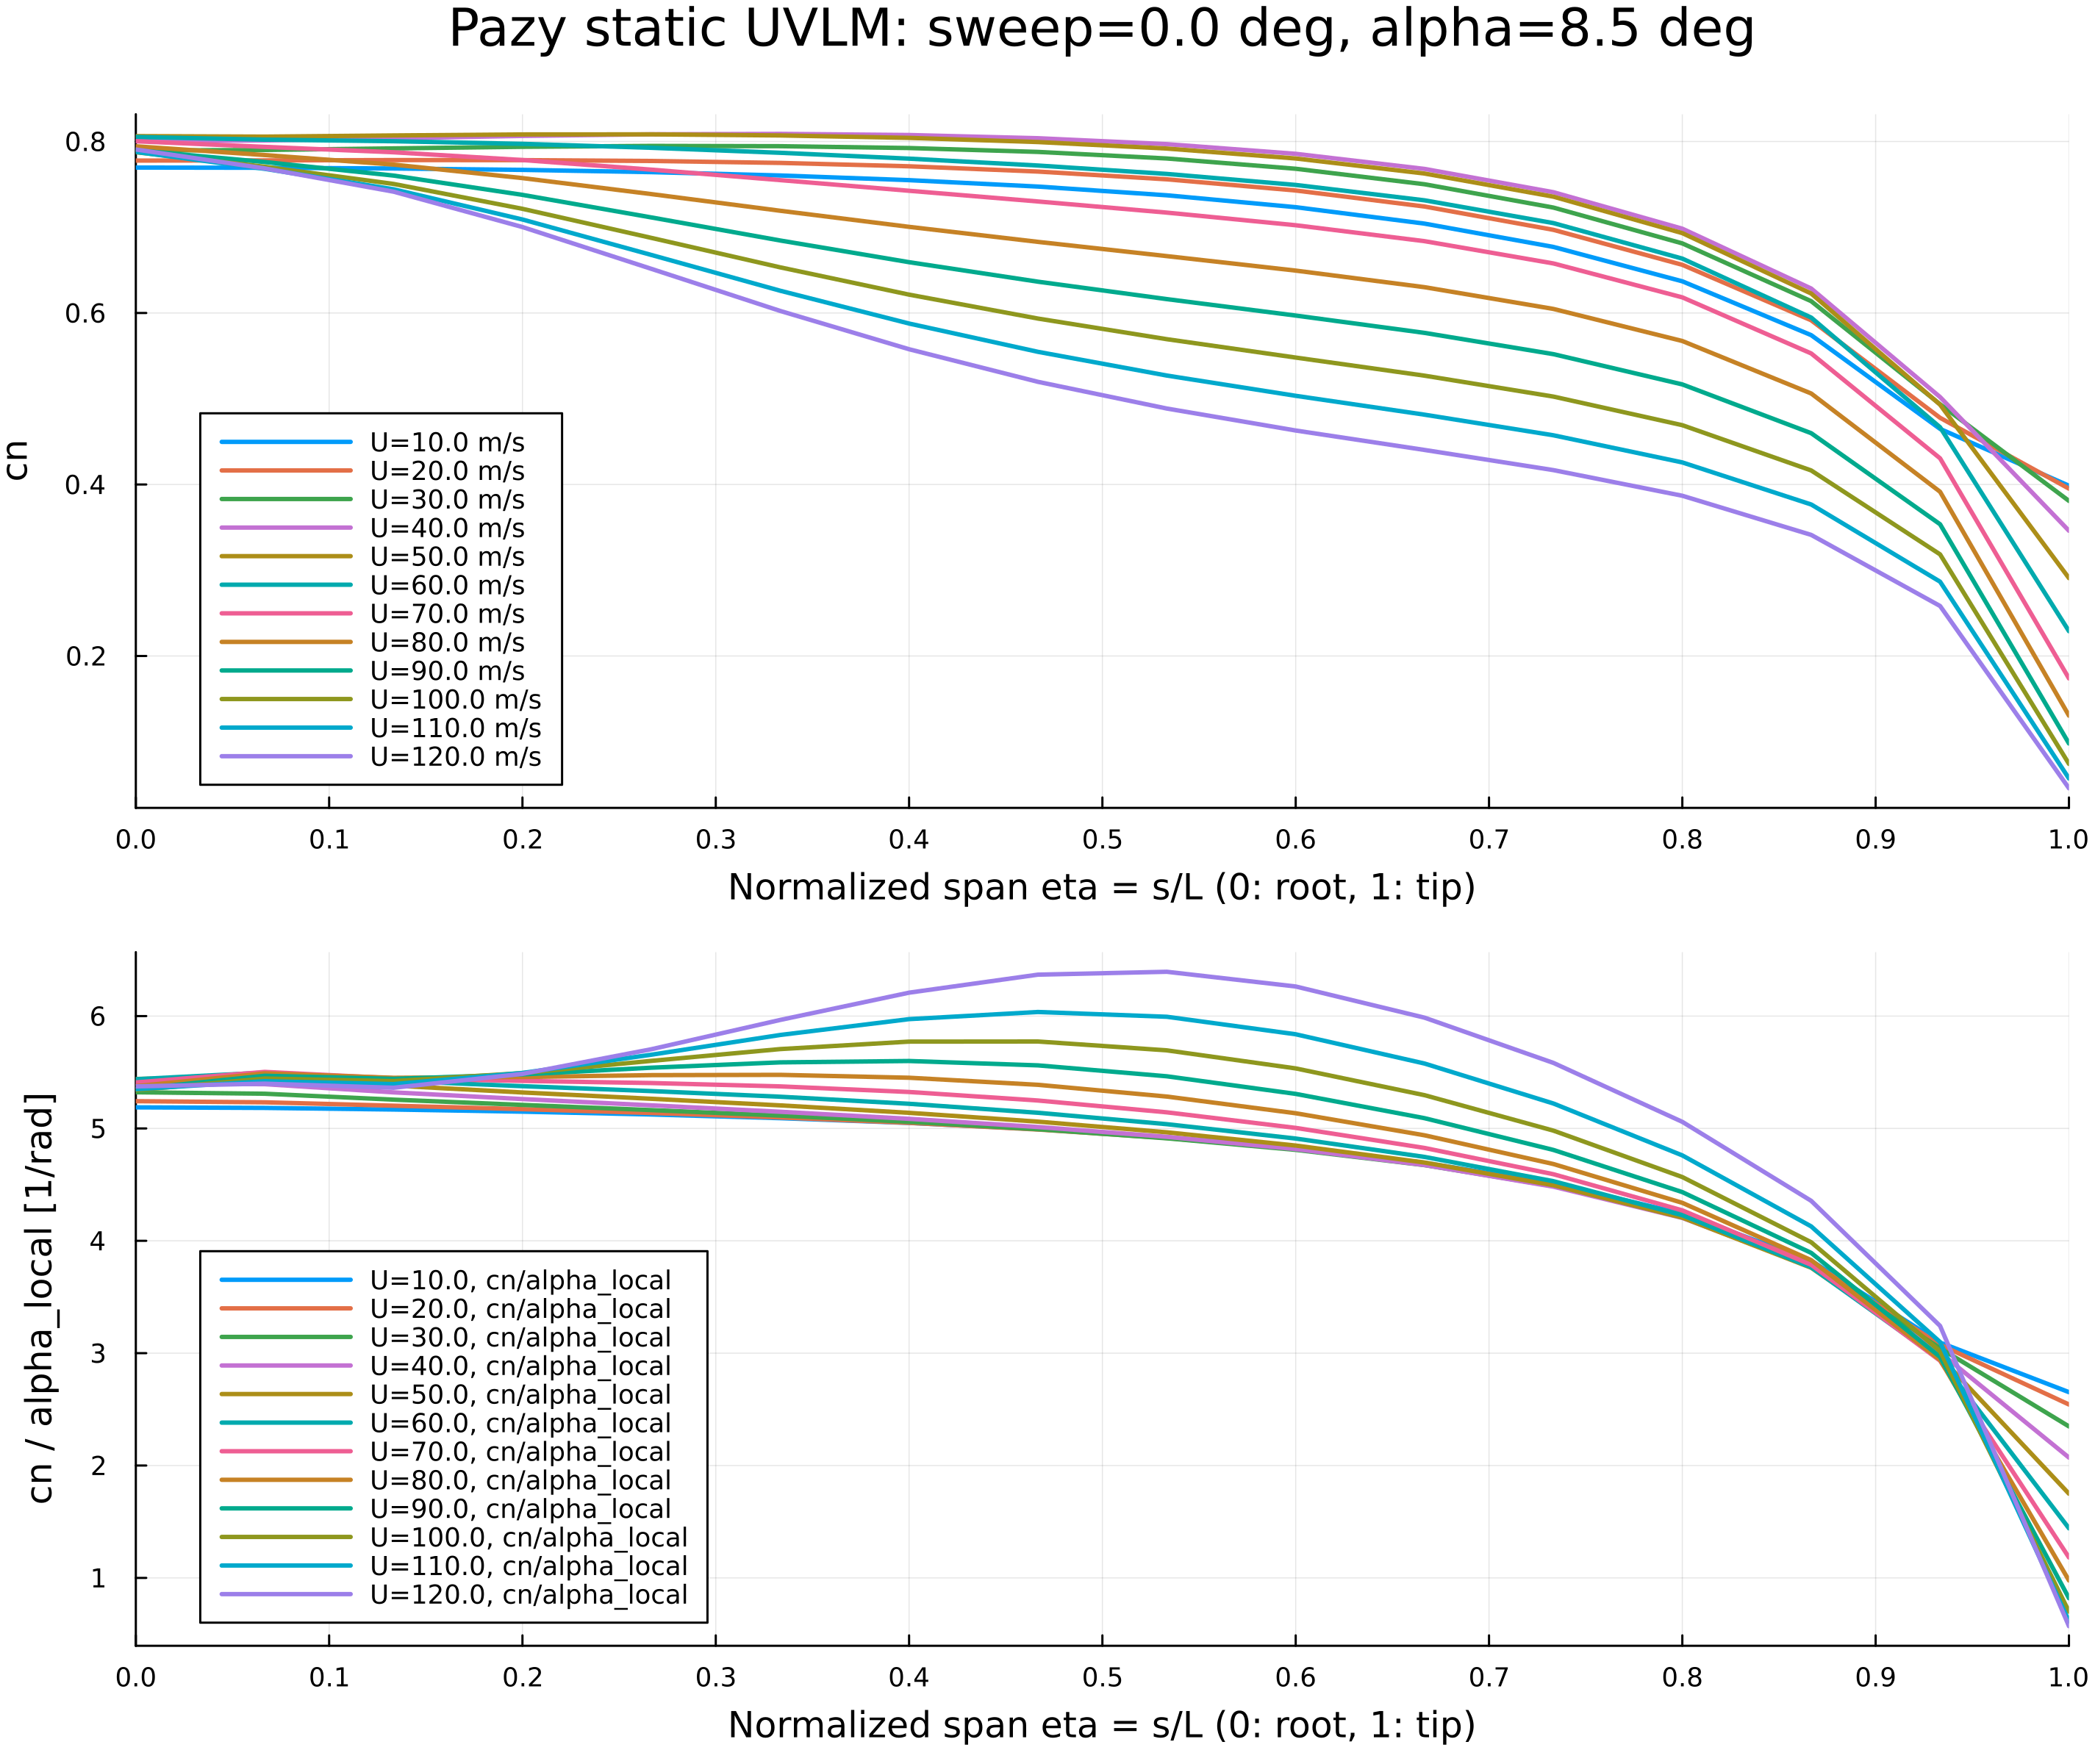 Pazy static UVLM: sweep=0.0 deg, alpha=8.5 deg
cn
0.8
0.6
0.4
0.2
U=10.0 m/s
U=20.0 m/s
U=30.0 m/s
U=40.0 m/s
U=50.0 m/s
U=60.0 m/s
U=70.0 m/s
U=80.0 m/s
U=90.0 m/s
U=100.0 m/s
U=110.0 m/s
U=120.0 m/s
0.0 0.1 0.2 0.3 0.4 0.5 0.6 0.7 0.8 0.9 1.0
Normalized span eta = s/L (0: root, 1: tip)
cn / alpha_local [1/rad]
6
5
4
3
2
1
U=10.0, cn/alpha_local
U=20.0, cn/alpha_local
U=30.0, cn/alpha_local
U=40.0, cn/alpha_local
U=50.0, cn/alpha_local
U=60.0, cn/alpha_local
U=70.0, cn/alpha_local
U=80.0, cn/alpha_local
U=90.0, cn/alpha_local
U=100.0, cn/alpha_local
U=110.0, cn/alpha_local
U=120.0, cn/alpha_local
0.0 0.1 0.2 0.3 0.4 0.5 0.6 0.7 0.8 0.9 1.0
Normalized span eta = s/L (0: root, 1: tip)